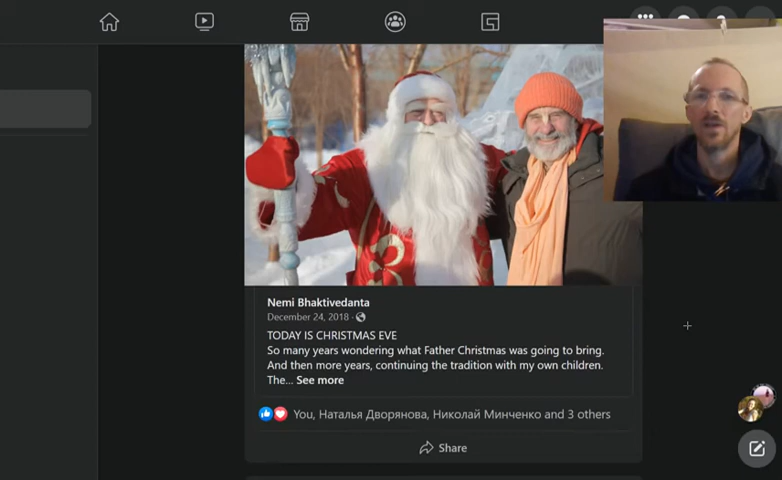 Nemi Bhaktivedanta
December 24, 2018 ·
TODAY IS CHRISTMAS EVE
So many years wondering what Father Christmas was going to bring.
And then more years, continuing the tradition with my own children.
The... See more
You, Наталья Дворянова, Николай Минченко and 3 others
Share